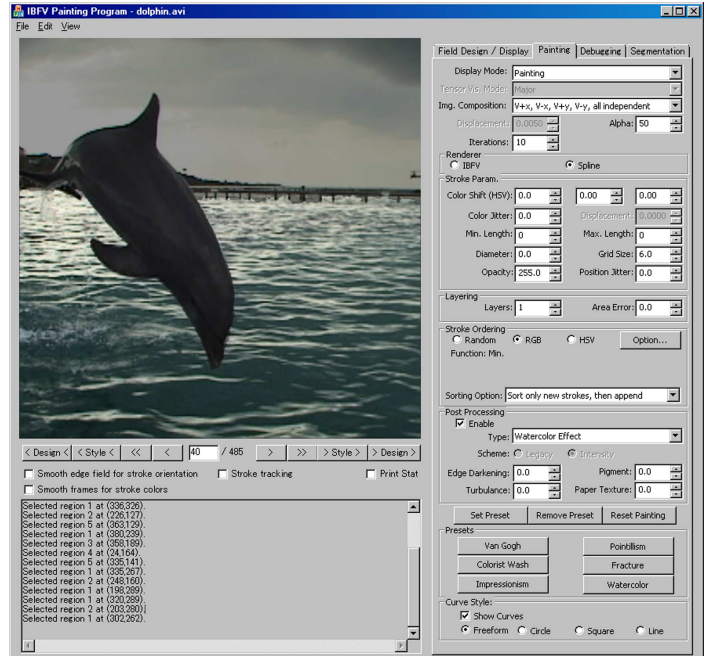 IBFV Painting Program - dolphin.avi
File Edit View
Field Design / Display Painting Debugging Segmentation
Display Mode: Painting
Tensor Vis. Mode: Major
Img. Composition: V+x, V-x, V+y, V-y, all independent
Displacement: 0.0050 Alpha: 50
Iterations: 10
Renderer
IBFV Spline
Stroke Param.
Color Shift (HSV): 0.0 0.00 0.00
Color Jitter: 0.0 Displacement: 0.0000
Min. Length: 0 Max. Length: 0
Diameter: 0.0 Grid Size: 6.0
Opacity: 255.0 Position Jitter: 0.0
Layering
Layers: 1 Area Error: 0.0
Stroke Ordering
Random RGB HSV Option...
Function: Min.
Sorting Option: Sort only new strokes, then append
Post Processing
Enable
Type: Watercolor Effect
Scheme: Legacy Intensity
Edge Darkening: 0.0 Pigment: 0.0
Turbulance: 0.0 Paper Texture: 0.0
Set Preset Remove Preset Reset Painting
Presets
Van Gogh Pointillism
Colorist Wash Fracture
Impressionism Watercolor
Curve Style:
Show Curves
Freeform Circle Square Line
< Design < < Style < << < 40 / 485 > >> > Style > > Design >
Smooth edge field for stroke orientation Stroke tracking Print Stat
Smooth frames for stroke colors
Selected region 1 at (336,326).
Selected region 2 at (226,127).
Selected region 5 at (363,129).
Selected region 1 at (380,239).
Selected region 3 at (358,189).
Selected region 4 at (24,164).
Selected region 5 at (335,141).
Selected region 1 at (335,267).
Selected region 2 at (248,160).
Selected region 1 at (198,289).
Selected region 1 at (320,289).
Selected region 2 at (203,280).
Selected region 1 at (302,262).